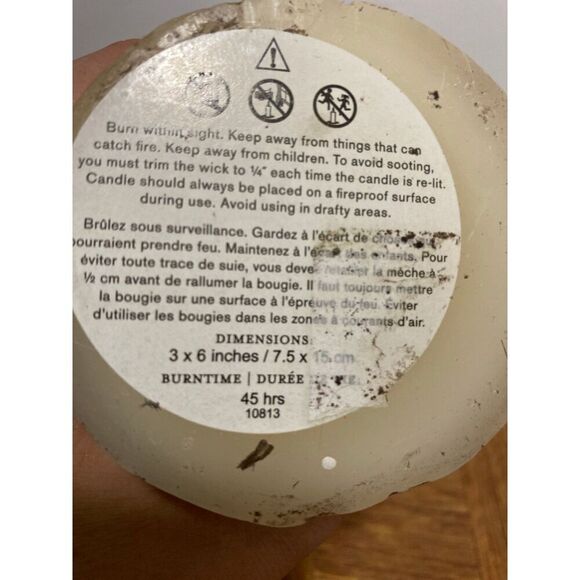 Burn within sight. Keep away from things that can
catch fire. Keep away from children. To avoid sooting,
you must trim the wick to ¼" each time the candle is re-lit.
Candle should always be placed on a fireproof surface
during use. Avoid using in drafty areas.
Brûlez sous surveillance. Gardez à l'écart de
pourraient prendre feu. Maintenez à l'écart des enfants. Pour
éviter toute trace de suie, vous devez retailler la mèche à
½ cm avant de rallumer la bougie. Il faut toujours mettre
la bougie sur une surface à l'épreuve du feu. Éviter
d'utiliser les bougies dans les zones à courants d'air.
DIMENSIONS:
3 x 6 inches / 7.5 x 15 cm
BURNTIME | DURÉE
45 hrs
10813